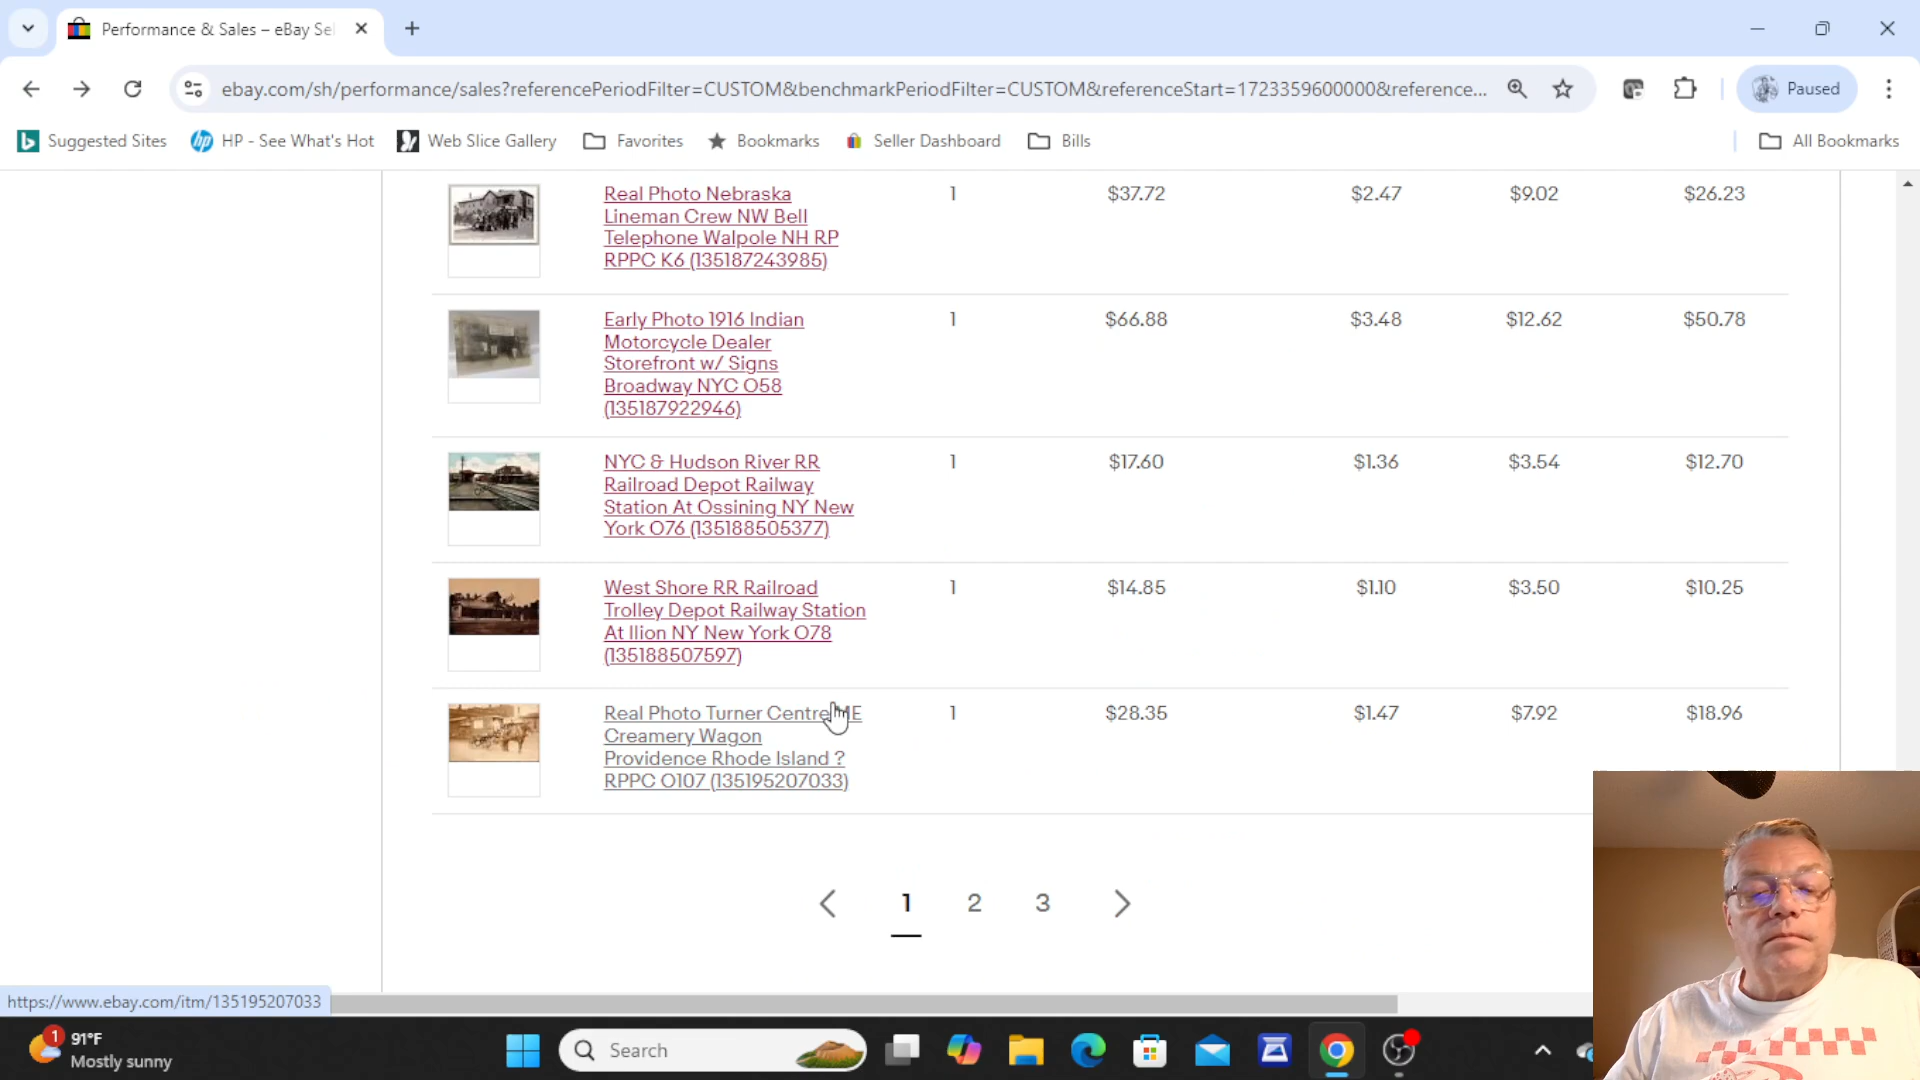 Performance & Sales – eBay Se
ebay.com/sh/performance/sales?referencePeriodFilter=CUSTOM&benchmarkPeriodFilter=CUSTOM&referenceStart=1723359600000&reference...
Paused
Suggested Sites
HP - See What's Hot
Web Slice Gallery
Favorites
Bookmarks
Seller Dashboard
Bills
All Bookmarks
Real Photo Nebraska 1 $37.72 $2.47 $9.02 $26.23
Lineman Crew NW Bell
Telephone Walpole NH RP
RPPC K6 (135187243985)
Early Photo 1916 Indian 1 $66.88 $3.48 $12.62 $50.78
Motorcycle Dealer
Storefront w/ Signs
Broadway NYC O58
(135187922946)
NYC & Hudson River RR 1 $17.60 $1.36 $3.54 $12.70
Railroad Depot Railway
Station At Ossining NY New
York O76 (135188505377)
West Shore RR Railroad 1 $14.85 $1.10 $3.50 $10.25
Trolley Depot Railway Station
At Ilion NY New York O78
(135188507597)
Real Photo Turner Centre ME 1 $28.35 $1.47 $7.92 $18.96
Creamery Wagon
Providence Rhode Island ?
RPPC O107 (135195207033)
1 2 3
https://www.ebay.com/itm/135195207033
1
91°F
Mostly sunny
Search